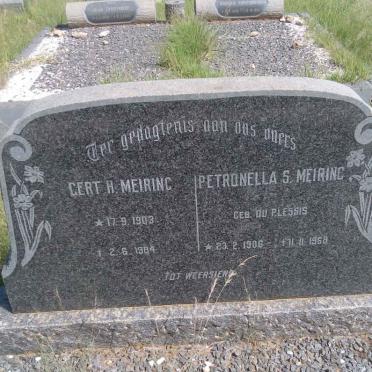 Ter gedagtenis aan ons ouers
GERT H. MEIRING
* 17.9.1903
† 2.6.1984
PETRONELLA S. MEIRING
GEB. DU PLESSIS
* 23.2.1906 - † 11.11.1969
TOT WEERSIENS